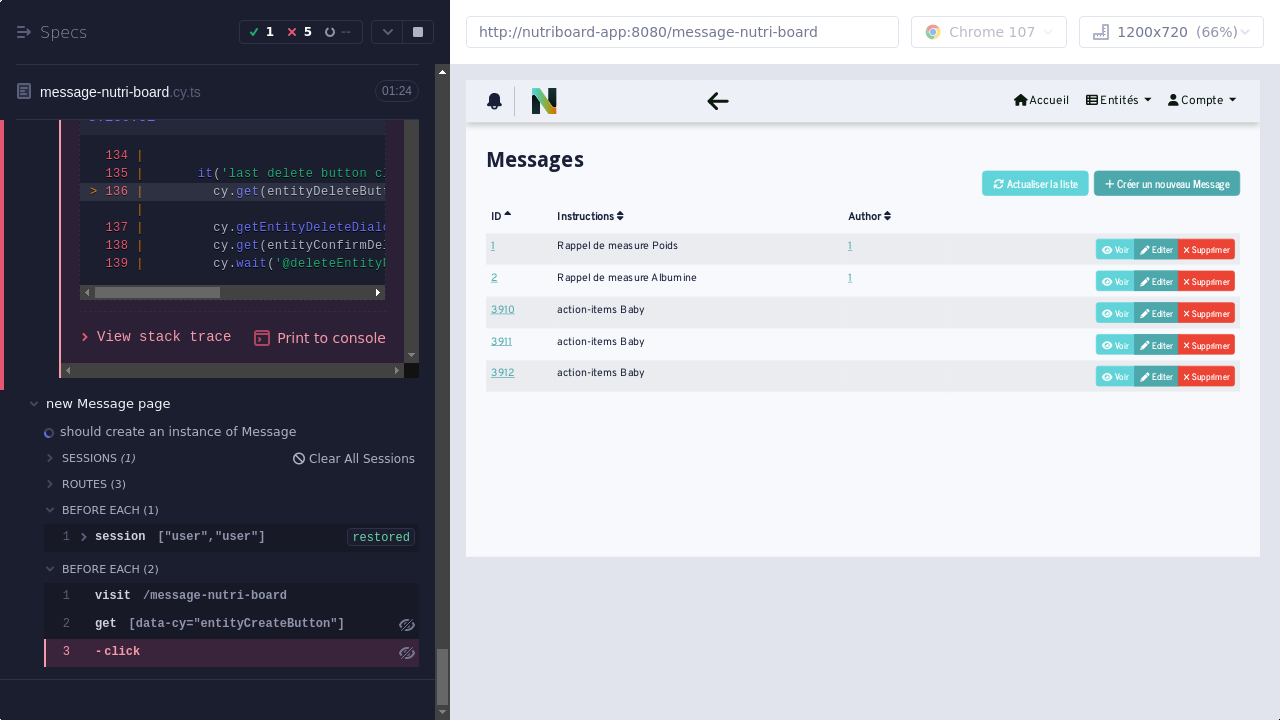 Specs
1 5 --
message-nutri-board.cy.ts
01:24
134 |
135 | it('last delete button cl
> 136 | cy.get(entityDeleteButt
|
137 | cy.getEntityDeleteDialo
138 | cy.get(entityConfirmDel
139 | cy.wait('@deleteEntityR
View stack trace
Print to console
new Message page
should create an instance of Message
SESSIONS (1)
Clear All Sessions
ROUTES (3)
BEFORE EACH (1)
1 session ["user","user"] restored
BEFORE EACH (2)
1 visit /message-nutri-board
2 get [data-cy="entityCreateButton"]
3 -click
http://nutriboard-app:8080/message-nutri-board
Chrome 107
1200x720 (66%)
Accueil
Entités
Compte
Messages
Actualiser la liste
Créer un nouveau Message
ID Instructions Author
1 Rappel de measure Poids 1 Voir Editer Supprimer
2 Rappel de measure Albumine 1 Voir Editer Supprimer
3910 action-items Baby Voir Editer Supprimer
3911 action-items Baby Voir Editer Supprimer
3912 action-items Baby Voir Editer Supprimer